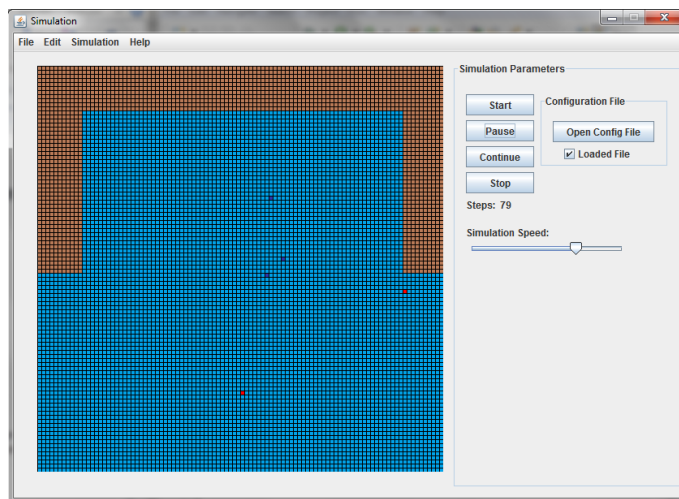 Simulation
File Edit Simulation Help
Simulation Parameters
Start
Configuration File
Pause
Open Config File
Continue
Loaded File
Stop
Steps: 79
Simulation Speed: